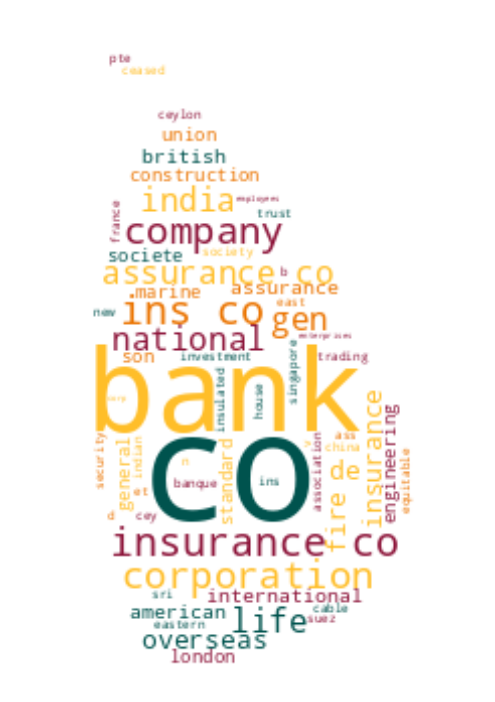 pte
ceased
ceylon
union
british
construction
india
employees
france
trust
company
societe
society
assurance co
b
marine
assurance
east
new
ins co
gen
national
enterprises
son
investment
singapore
trading
bank
corp
insulated
house
co
security
general
indian
standard
association
ass
china
insurance
engineering
equitable
n
banque
ins
et
cey
fire
de
insurance co
corporation
sri
international
american
life
cable
suez
eastern
overseas
london